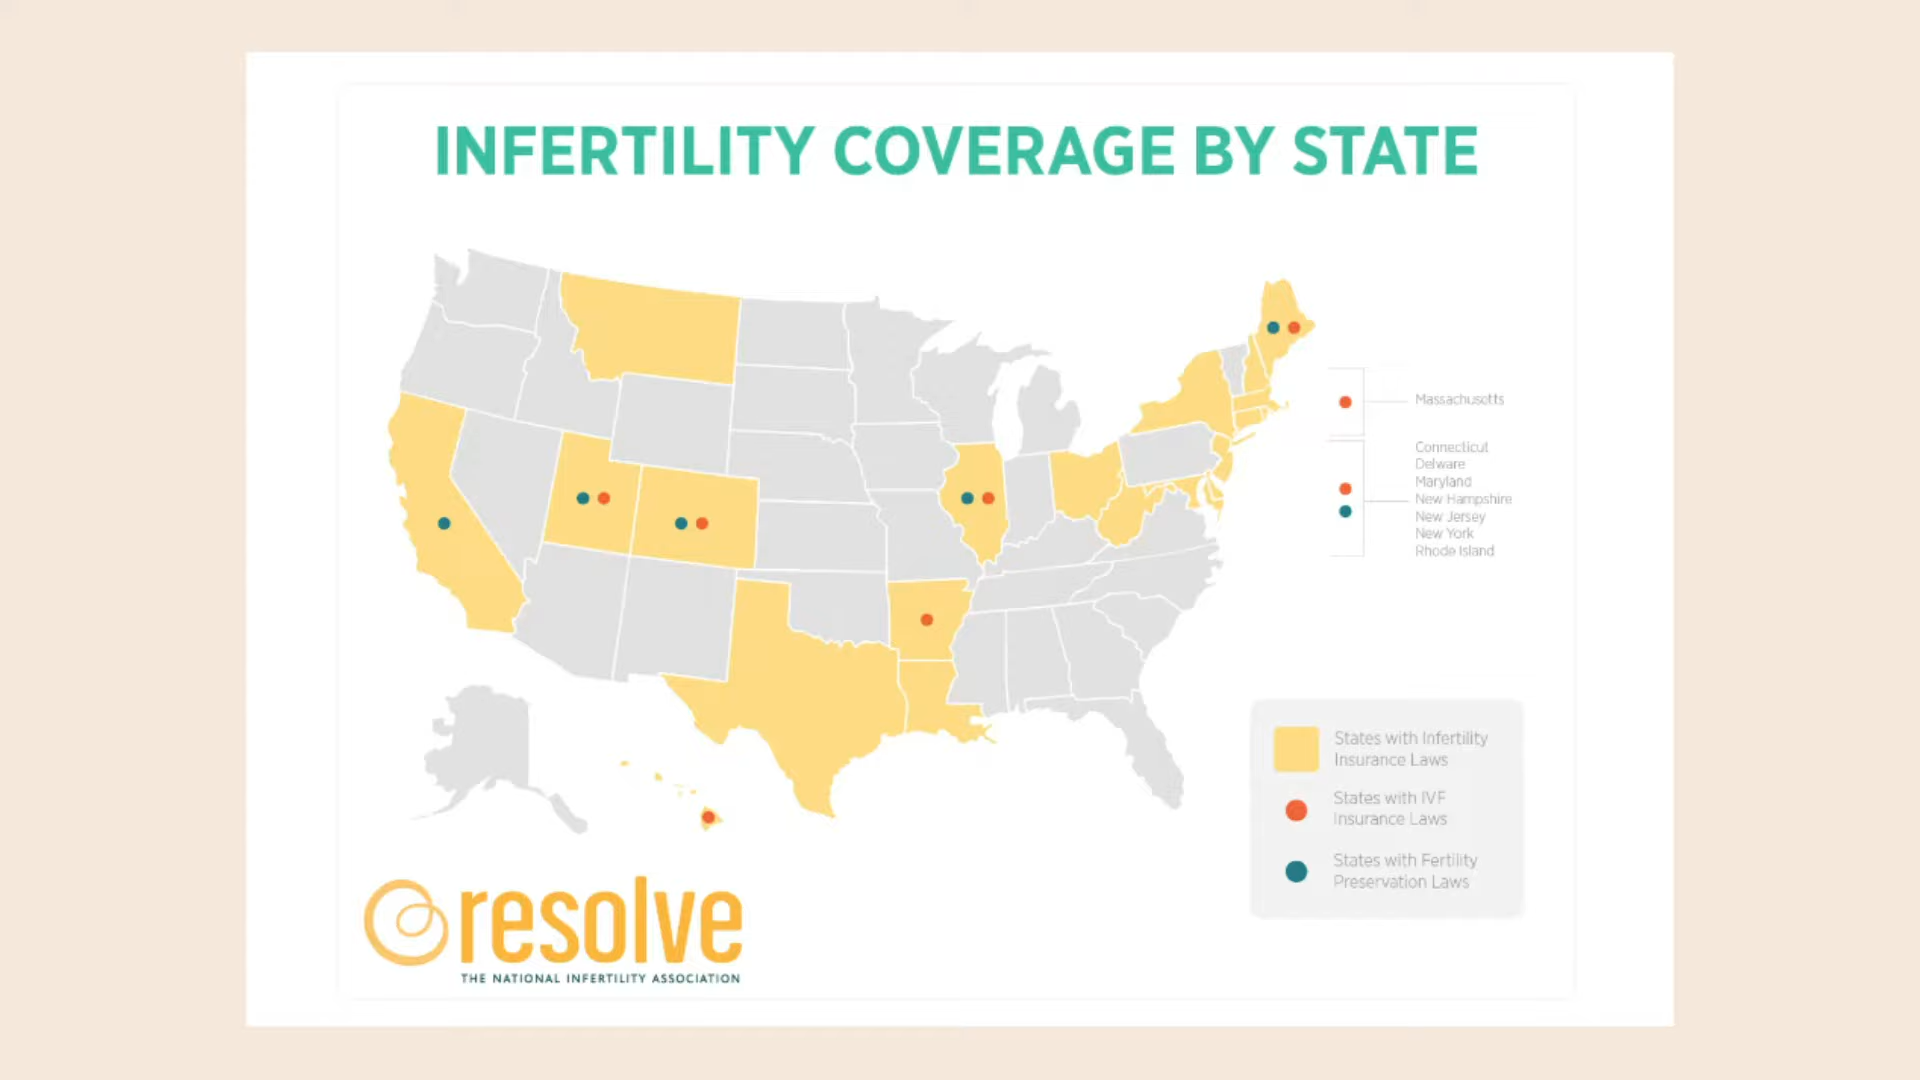 INFERTILITY COVERAGE BY STATE
Massachusotts
Connecticut
Delware
Maryland
New Hampshire
New Jersey
New York
Rhode Island
States with Infertility
Insurance Laws
States with IVF
Insurance Laws
States with Fertility
Preservation Laws
resolve
THE NATIONAL INFERTILITY ASSOCIATION